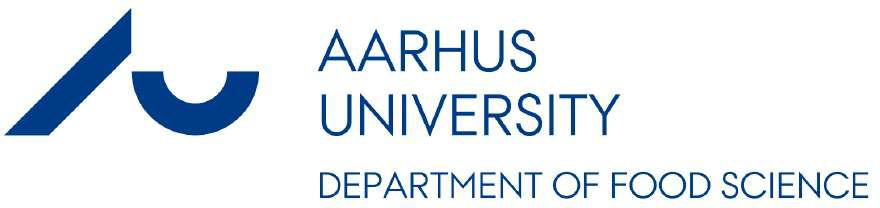 AARHUS
UNIVERSITY
DEPARTMENT OF FOOD SCIENCE